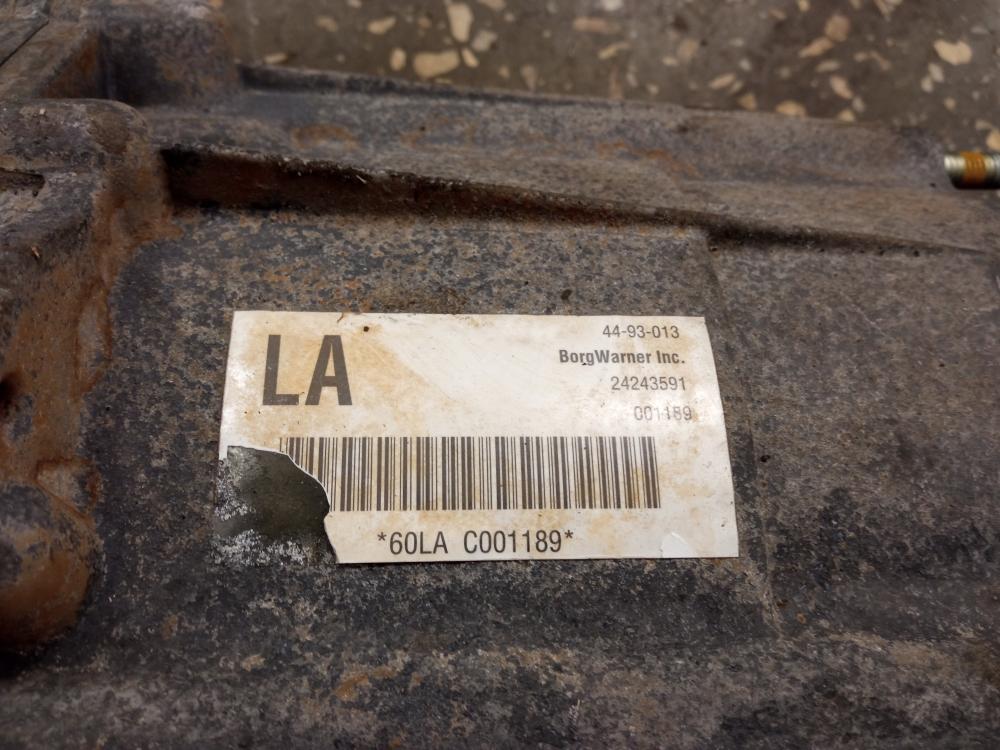 LA
44-93-013
BorgWarner Inc.
24243591
001189
*60LA C001189*